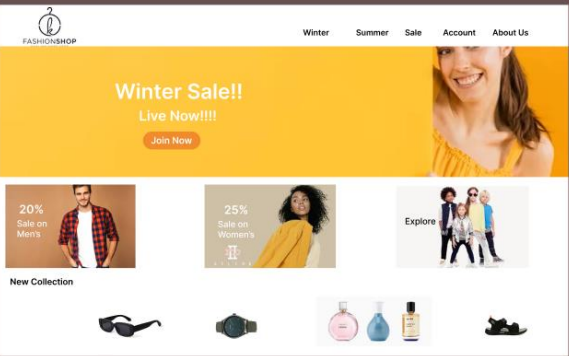 FASHIONSHOP
Winter Summer Sale Account About Us
Winter Sale!!
Live Now!!!!
Join Now
20%
Sale on
Men's
25%
Sale on
Women's
Explore
New Collection